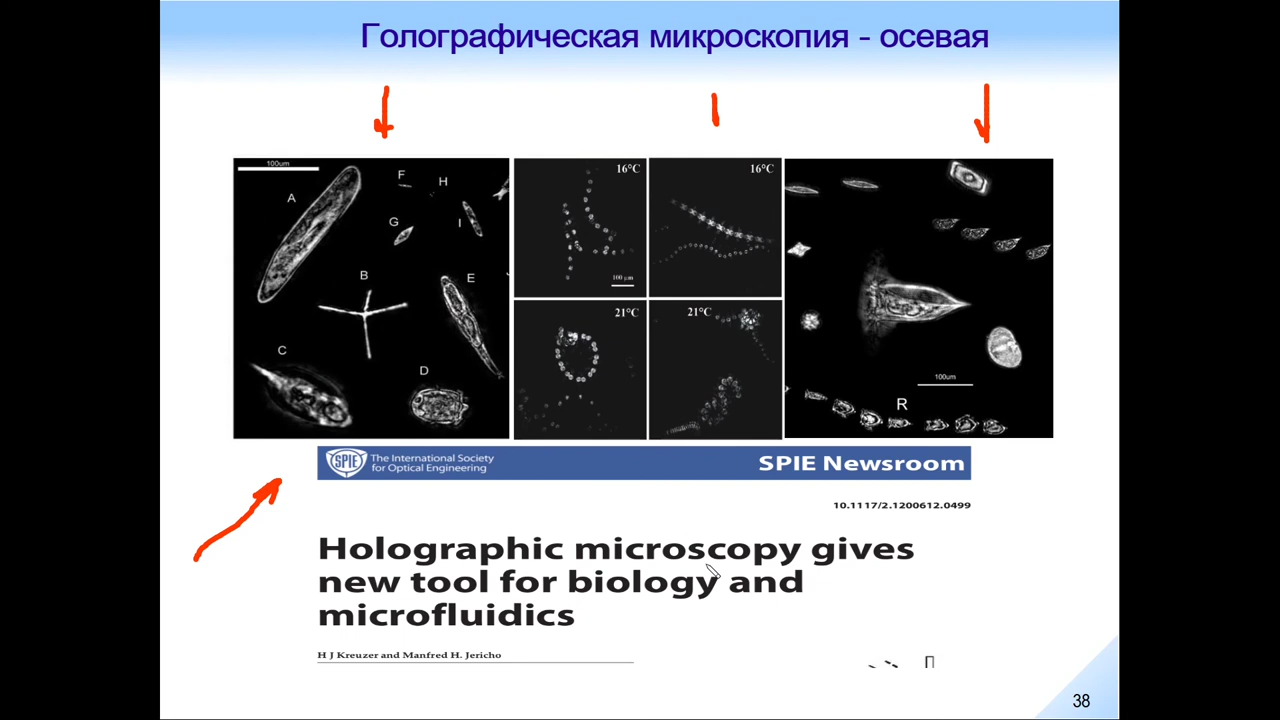 Голографическая микроскопия - осевая
100um
A
F
H
G
I
B
E
C
D
16°C
100 µm
16°C
21°C
21°C
100um
R
SPIE
The International Society
for Optical Engineering
SPIE Newsroom
10.1117/2.1200612.0499
Holographic microscopy gives
new tool for biology and
microfluidics
H J Kreuzer and Manfred H. Jericho
38